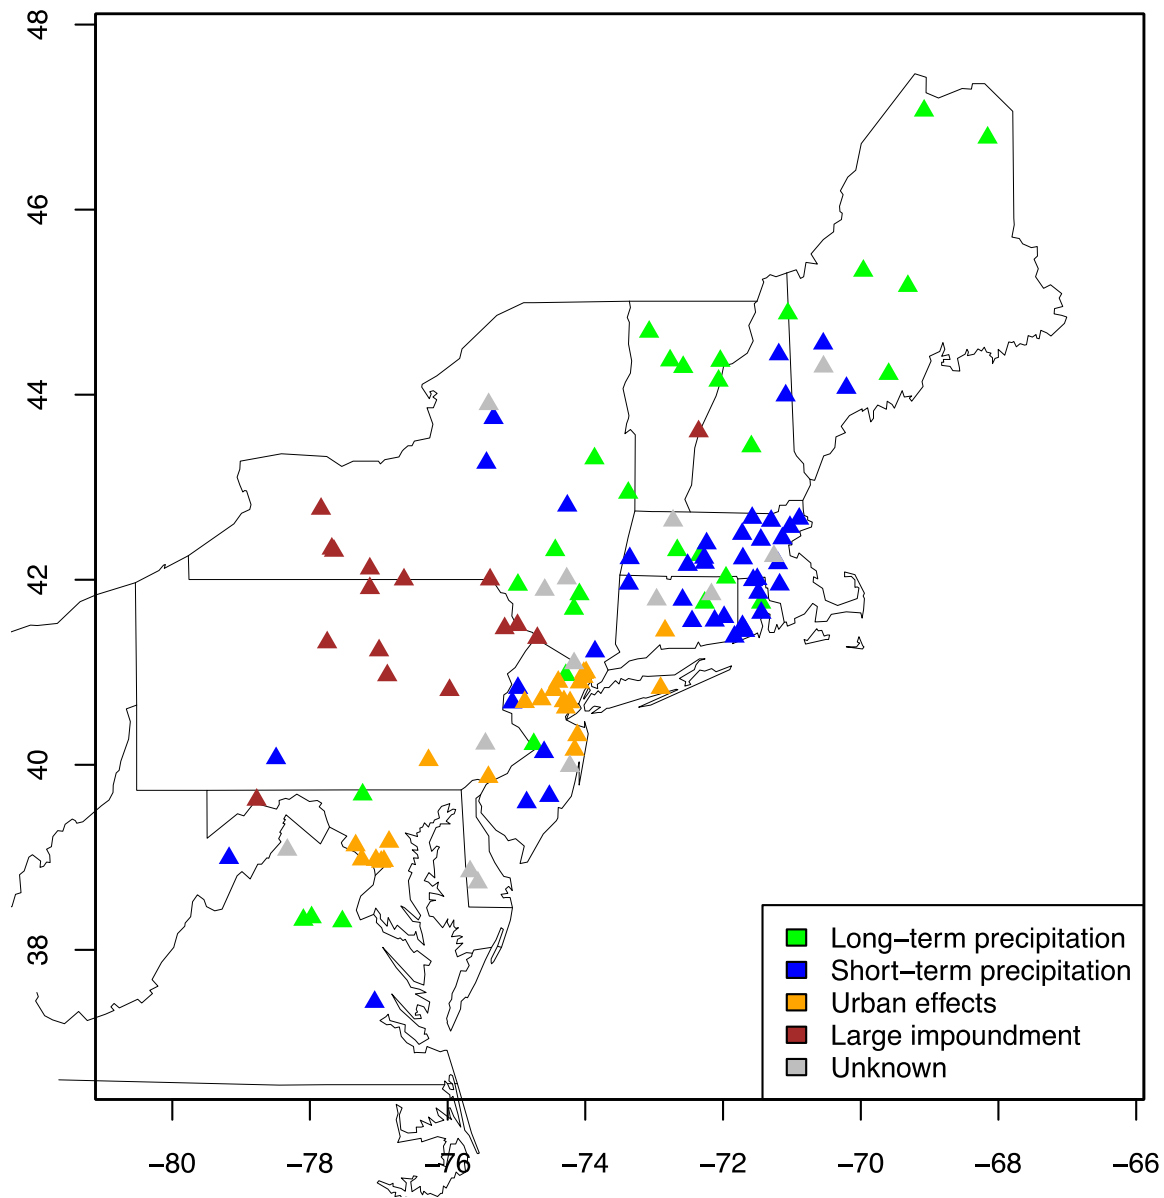 48
46
44
42
40
38
Long−term precipitation
Short−term precipitation
Urban effects
Large impoundment
Unknown
−80 −78 −76 −74 −72 −70 −68 −66